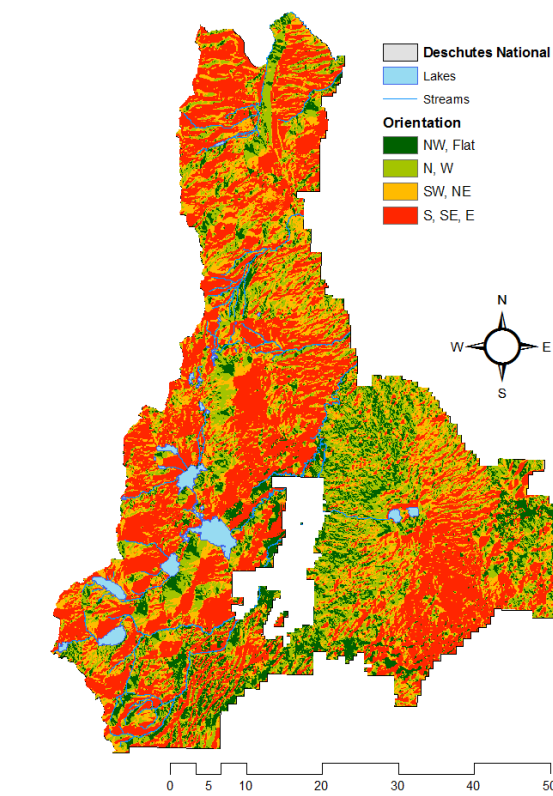 Deschutes National
Lakes
Streams
Orientation
NW, Flat
N, W
SW, NE
S, SE, E
N
W E
S
0 5 10 20 30 40 50